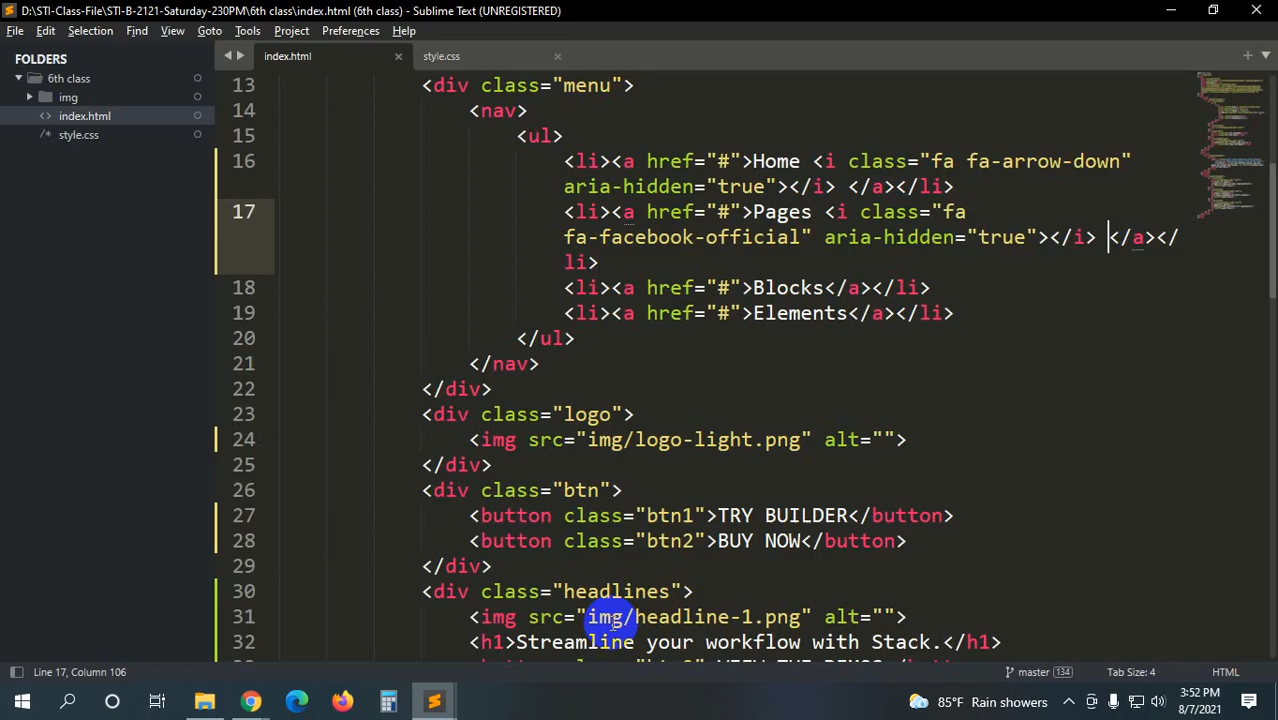 D:\STI-Class-File\STI-B-2121-Saturday-230PM\6th class\index.html (6th class) - Sublime Text (UNREGISTERED)
File Edit Selection Find View Goto Tools Project Preferences Help
FOLDERS
6th class
img
index.html
style.css
index.html
style.css
13 <div class="menu">
14 <nav>
15 <ul>
16 <li><a href="#">Home <i class="fa fa-arrow-down"
aria-hidden="true"></i> </a></li>
17 <li><a href="#">Pages <i class="fa
fa-facebook-official" aria-hidden="true"></i> </a></
li>
18 <li><a href="#">Blocks</a></li>
19 <li><a href="#">Elements</a></li>
20 </ul>
21 </nav>
22 </div>
23 <div class="logo">
24 <img src="img/logo-light.png" alt="">
25 </div>
26 <div class="btn">
27 <button class="btn1">TRY BUILDER</button>
28 <button class="btn2">BUY NOW</button>
29 </div>
30 <div class="headlines">
31 <img src="img/headline-1.png" alt="">
32 <h1>Streamline your workflow with Stack.</h1>
Line 17, Column 106
master 134
Tab Size: 4
HTML
85°F Rain showers
3:52 PM
8/7/2021